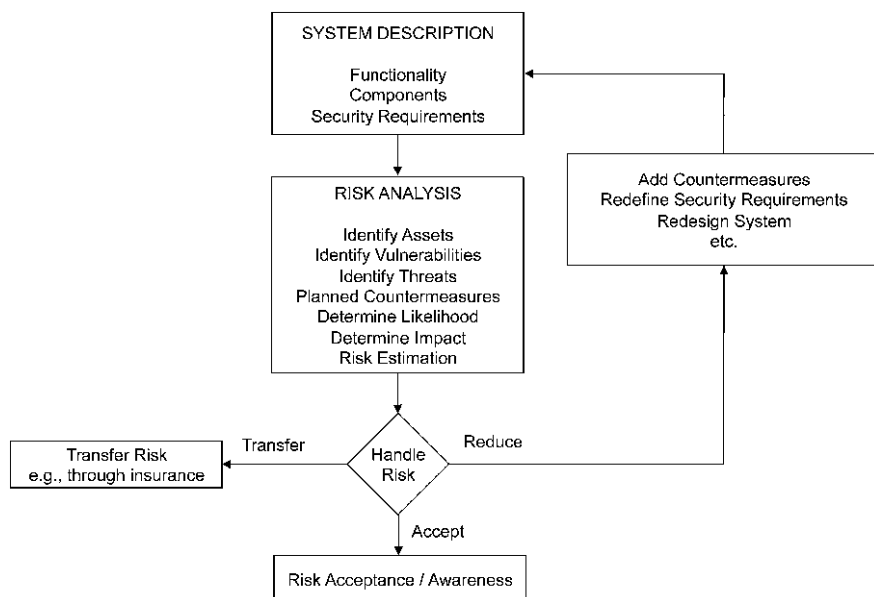 SYSTEM DESCRIPTION
Functionality
Components
Security Requirements
RISK ANALYSIS
Identify Assets
Identify Vulnerabilities
Identify Threats
Planned Countermeasures
Determine Likelihood
Determine Impact
Risk Estimation
Add Countermeasures
Redefine Security Requirements
Redesign System
etc.
Handle
Risk
Transfer
Transfer Risk
e.g., through insurance
Reduce
Accept
Risk Acceptance / Awareness